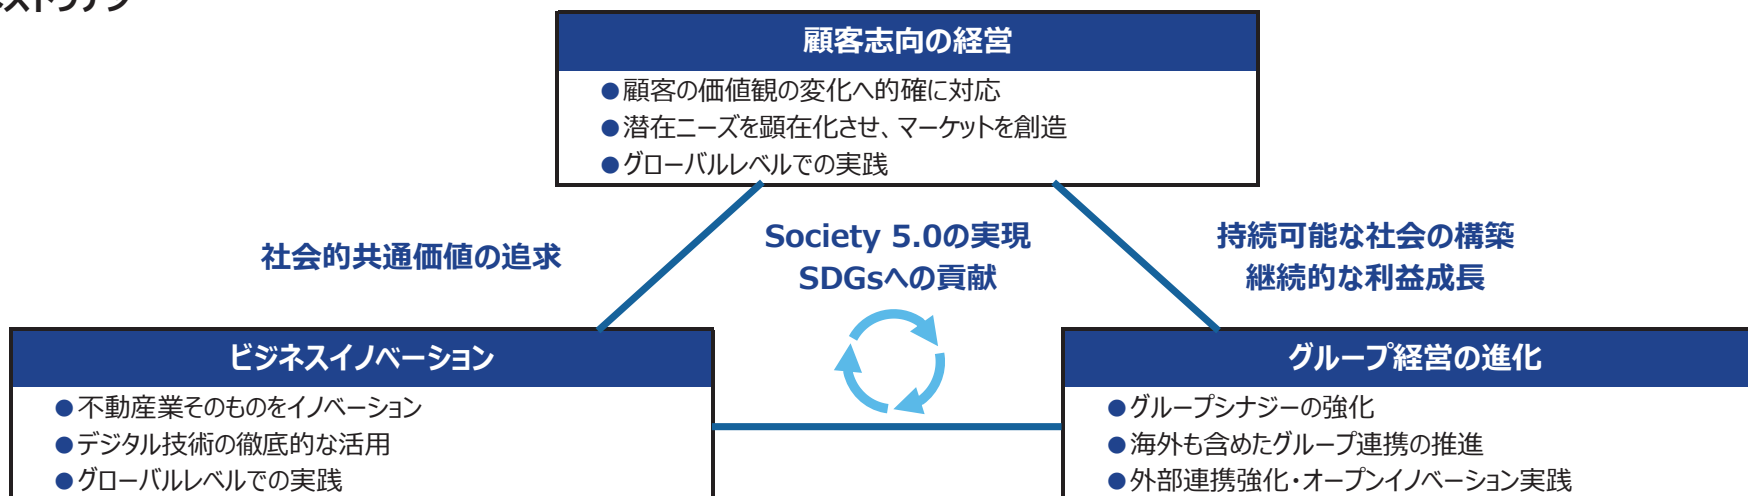 顧客志向の経営
●顧客の価値観の変化へ的確に対応
●潜在ニーズを顕在化させ、マーケットを創造
●グローバルレベルでの実践
社会的共通価値の追求
Society 5.0の実現
SDGsへの貢献
持続可能な社会の構築
継続的な利益成長
ビジネスイノベーション
●不動産業そのものをイノベーション
●デジタル技術の徹底的な活用
●グローバルレベルでの実践
グループ経営の進化
●グループシナジーの強化
●海外も含めたグループ連携の推進
●外部連携強化・オープンイノベーション実践